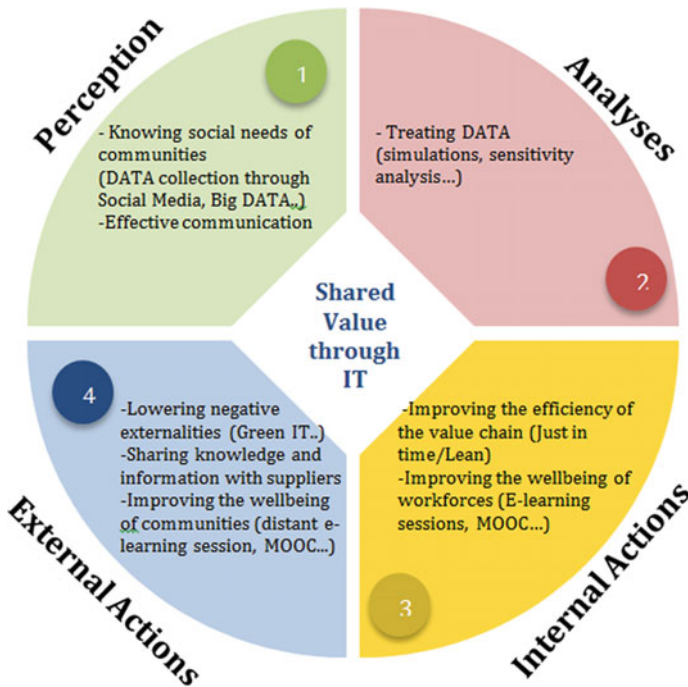 Perception
1
- Knowing social needs of
communities
(DATA collection through
Social Media, Big DATA..)
-Effective communication
Analyses
- Treating DATA
(simulations, sensitivity
analysis...)
2
Shared
Value
through
IT
4
-Lowering negative
externalities (Green IT..)
-Sharing knowledge and
information with suppliers
-Improving the wellbeing
of communities (distant e-
learning session, MOOC...)
External Actions
-Improving the efficiency of
the value chain (Just in
time/Lean)
-Improving the wellbeing of
workforces (E-learning
sessions, MOOC...)
3
Internal Actions